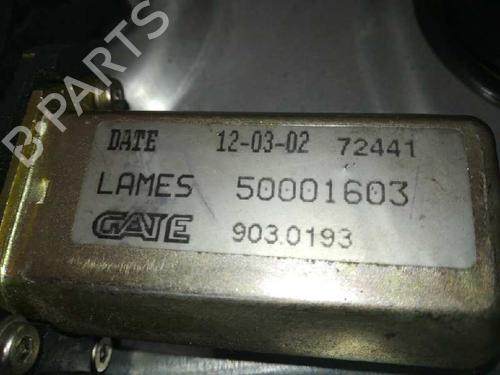 B-PARTS
DATE 12-03-02 72441
LAMES 50001603
GATE 903.0193